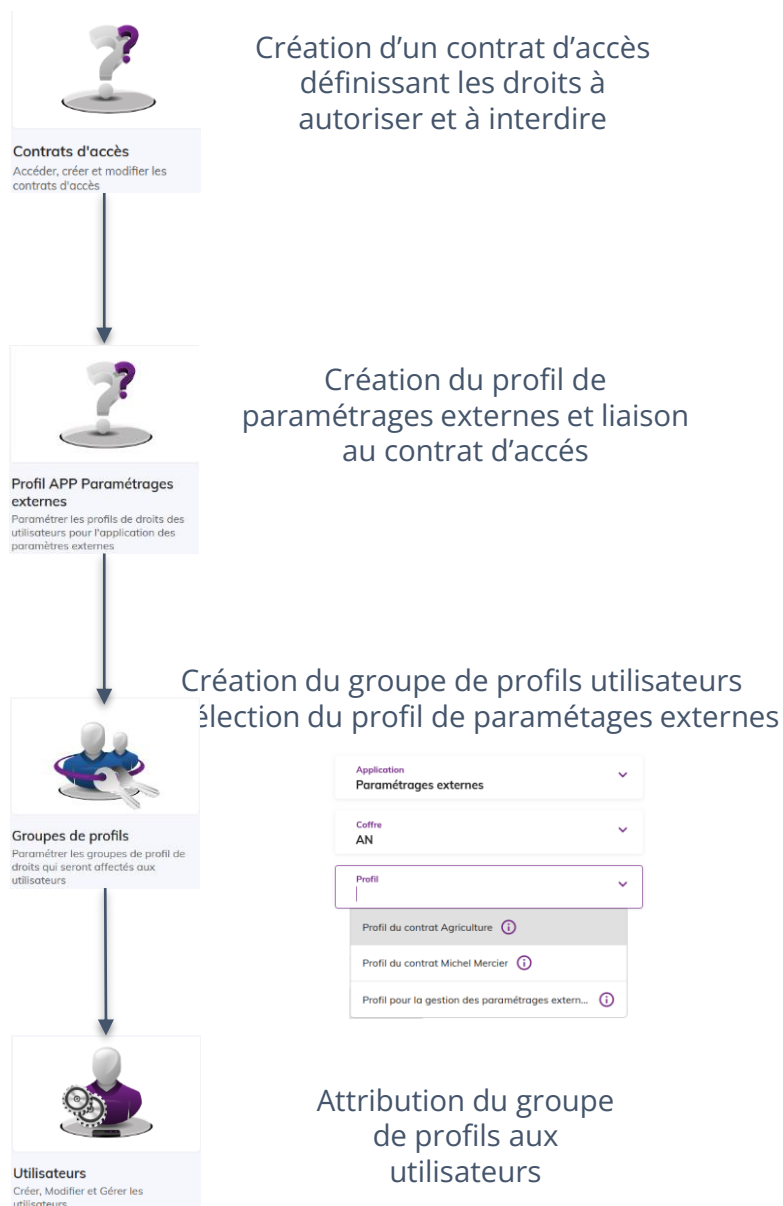 Création d'un contrat d'accès
définissant les droits à
autoriser et à interdire
Contrats d'accès
Accéder, créer et modifier les
contrats d'accès
Création du profil de
paramétrages externes et liaison
au contrat d'accés
Profil APP Paramétrages
externes
Paramétrer les profils de droits des
utilisateurs pour l'application des
paramètres externes
Création du groupe de profils utilisateurs
élection du profil de paramétages externes
Application
Paramétrages externes
Coffre
AN
Profil
Profil du contrat Agriculture
Profil du contrat Michel Mercier
Profil pour la gestion des paramétrages extern...
Groupes de profils
Paramétrer les groupes de profil de
droits qui seront affectés aux
utilisateurs
Attribution du groupe
de profils aux
utilisateurs
Utilisateurs
Créer, Modifier et Gérer les
utilisateurs